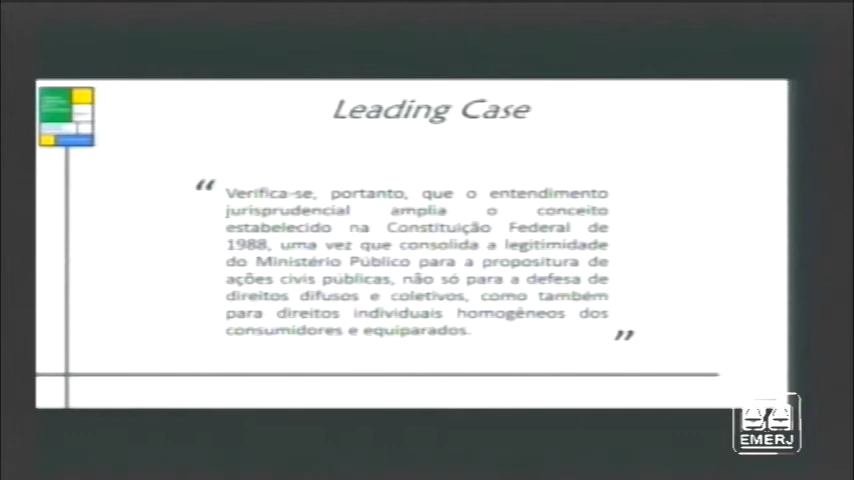 Leading Case
“ Verifica-se, portanto, que o entendimento
jurisprudencial amplia o conceito
estabelecido na Constituição Federal de
1988, uma vez que consolida a legitimidade
do Ministério Público para a propositura de
ações civis públicas, não só para a defesa de
direitos difusos e coletivos, como também
para direitos individuais homogêneos dos
consumidores e equiparados. ”
EMERJ